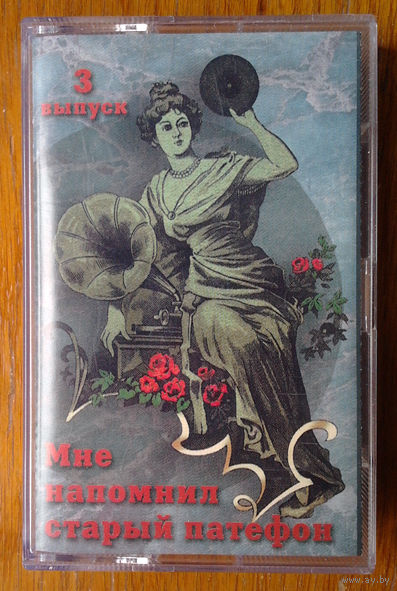 3
выпуск
Мне
напомнил
старый патефон
www.ay.by